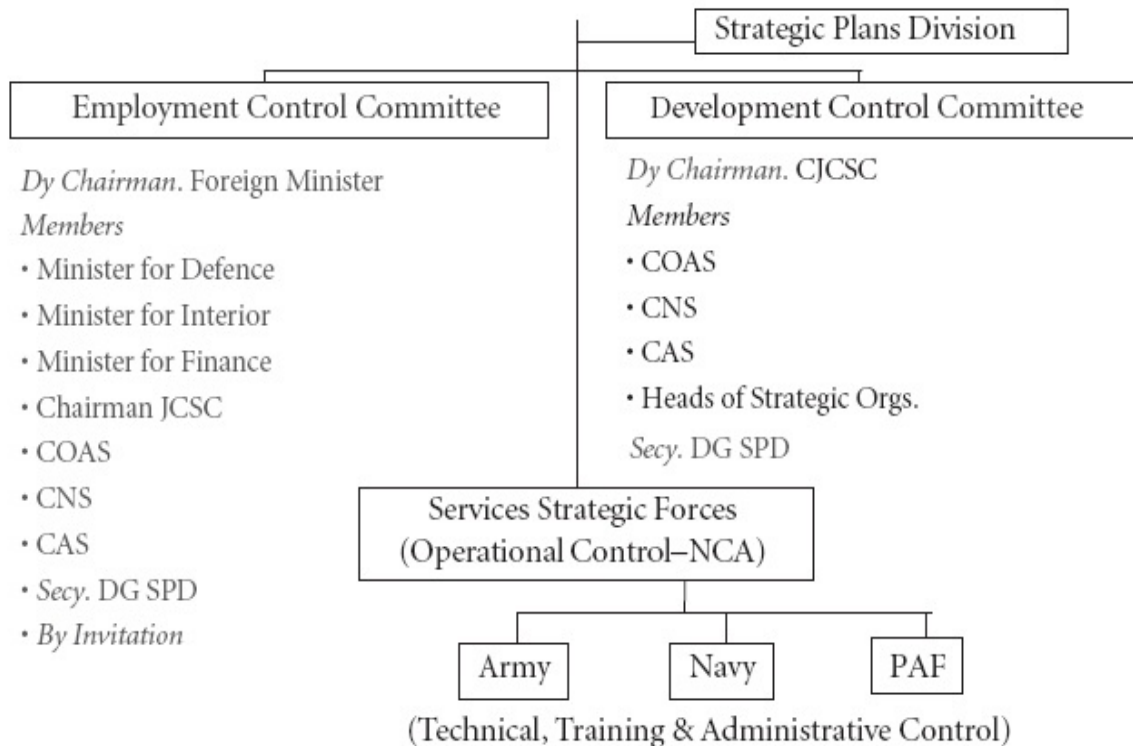 Strategic Plans Division
Employment Control Committee
Dy Chairman. Foreign Minister
Members
• Minister for Defence
• Minister for Interior
• Minister for Finance
• Chairman JCSC
• COAS
• CNS
• CAS
• Secy. DG SPD
• By Invitation
Development Control Committee
Dy Chairman. CJCSC
Members
• COAS
• CNS
• CAS
• Heads of Strategic Orgs.
Secy. DG SPD
Services Strategic Forces
(Operational Control–NCA)
Army
Navy
PAF
(Technical, Training & Administrative Control)